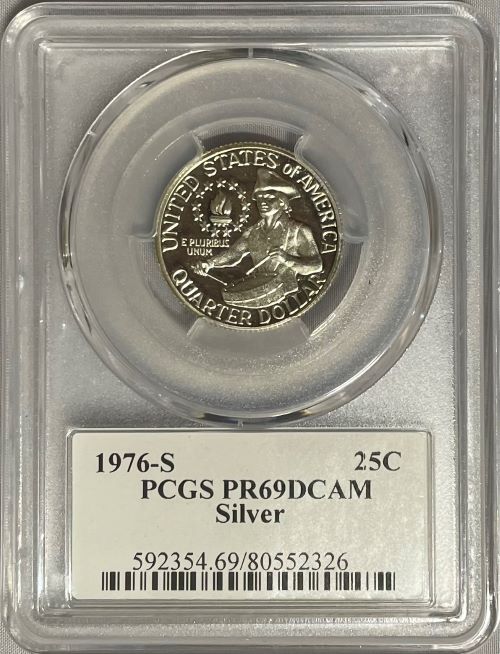 UNITED STATES of AMERICA
E PLURIBUS
UNUM
QUARTER DOLLAR
1976-S 25C
PCGS PR69DCAM
Silver
592354.69/80552326